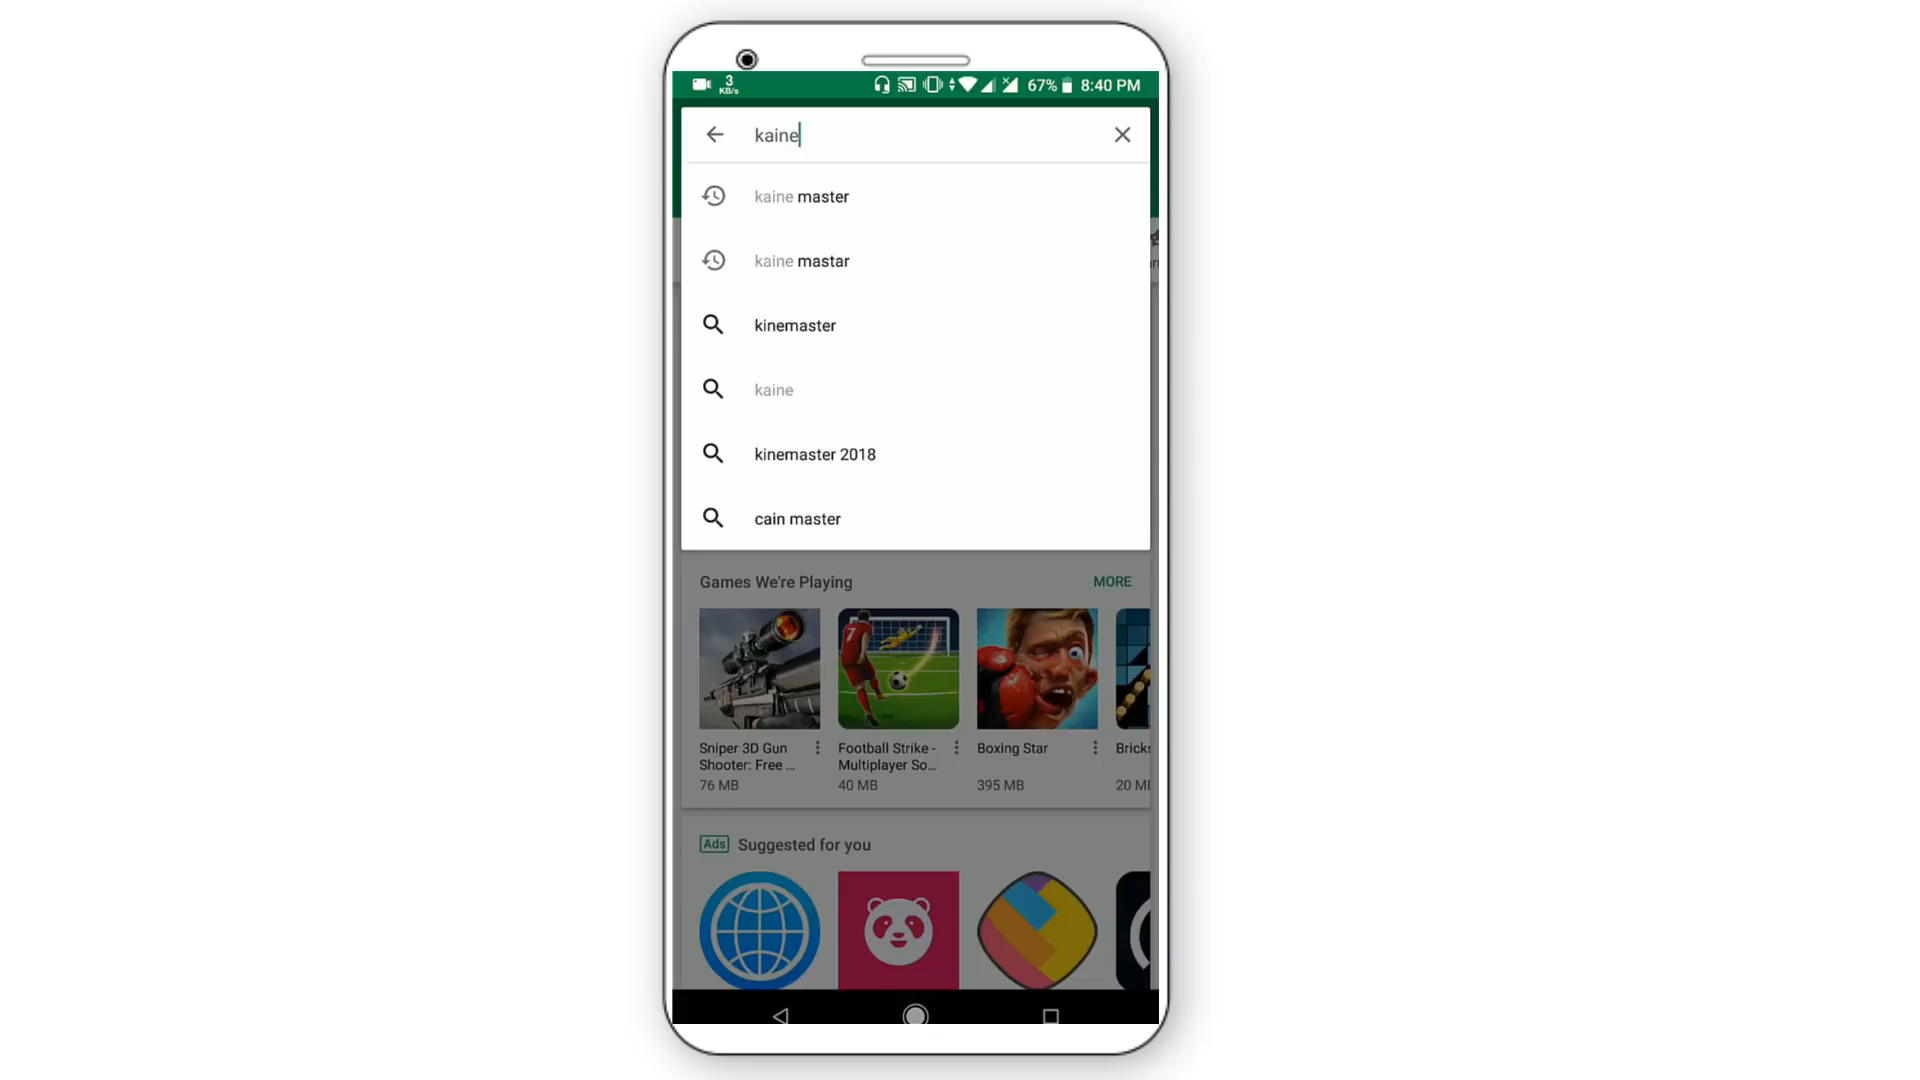 3
KB/s
67% 8:40 PM
kaine
kaine master
kaine mastar
kinemaster
kaine
kinemaster 2018
cain master
Games We're Playing MORE
Sniper 3D Gun
Shooter: Free ...
76 MB
Football Strike -
Multiplayer So...
40 MB
Boxing Star
395 MB
Bricks
20 M
7
Ads Suggested for you